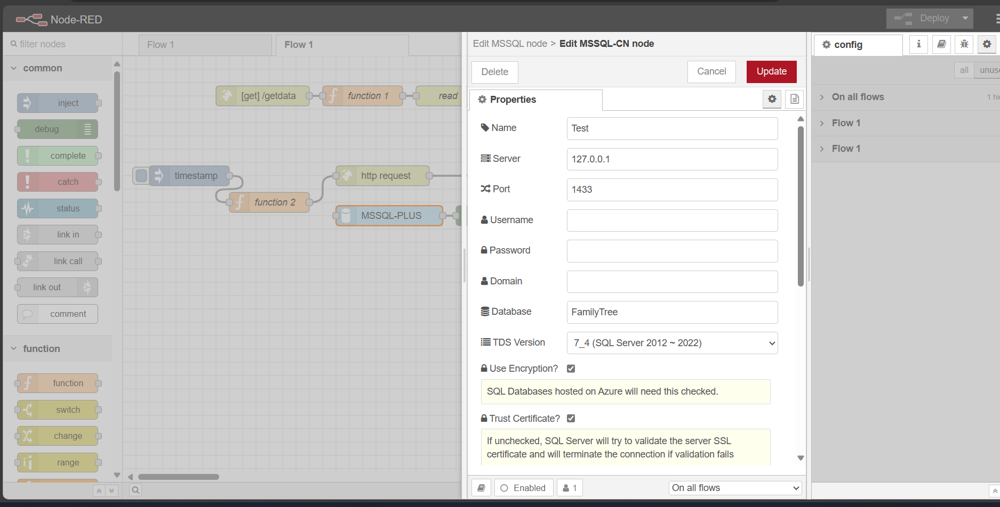 Node-RED
Deploy
filter nodes
Flow 1
Flow 1
Edit MSSQL node > Edit MSSQL-CN node
config
common
Delete
Cancel
Update
all
unus
inject
debug
complete
catch
status
link in
link call
link out
comment
function
function
switch
change
range
[get] /getdata
function 1
read
timestamp
function 2
http request
MSSQL-PLUS
Properties
Name
Test
Server
127.0.0.1
Port
1433
Username
Password
Domain
Database
FamilyTree
TDS Version
7_4 (SQL Server 2012 ~ 2022)
Use Encryption?
SQL Databases hosted on Azure will need this checked.
Trust Certificate?
If unchecked, SQL Server will try to validate the server SSL
certificate and will terminate the connection if validation fails
Enabled
1
On all flows
On all flows
1 hi
Flow 1
Flow 1